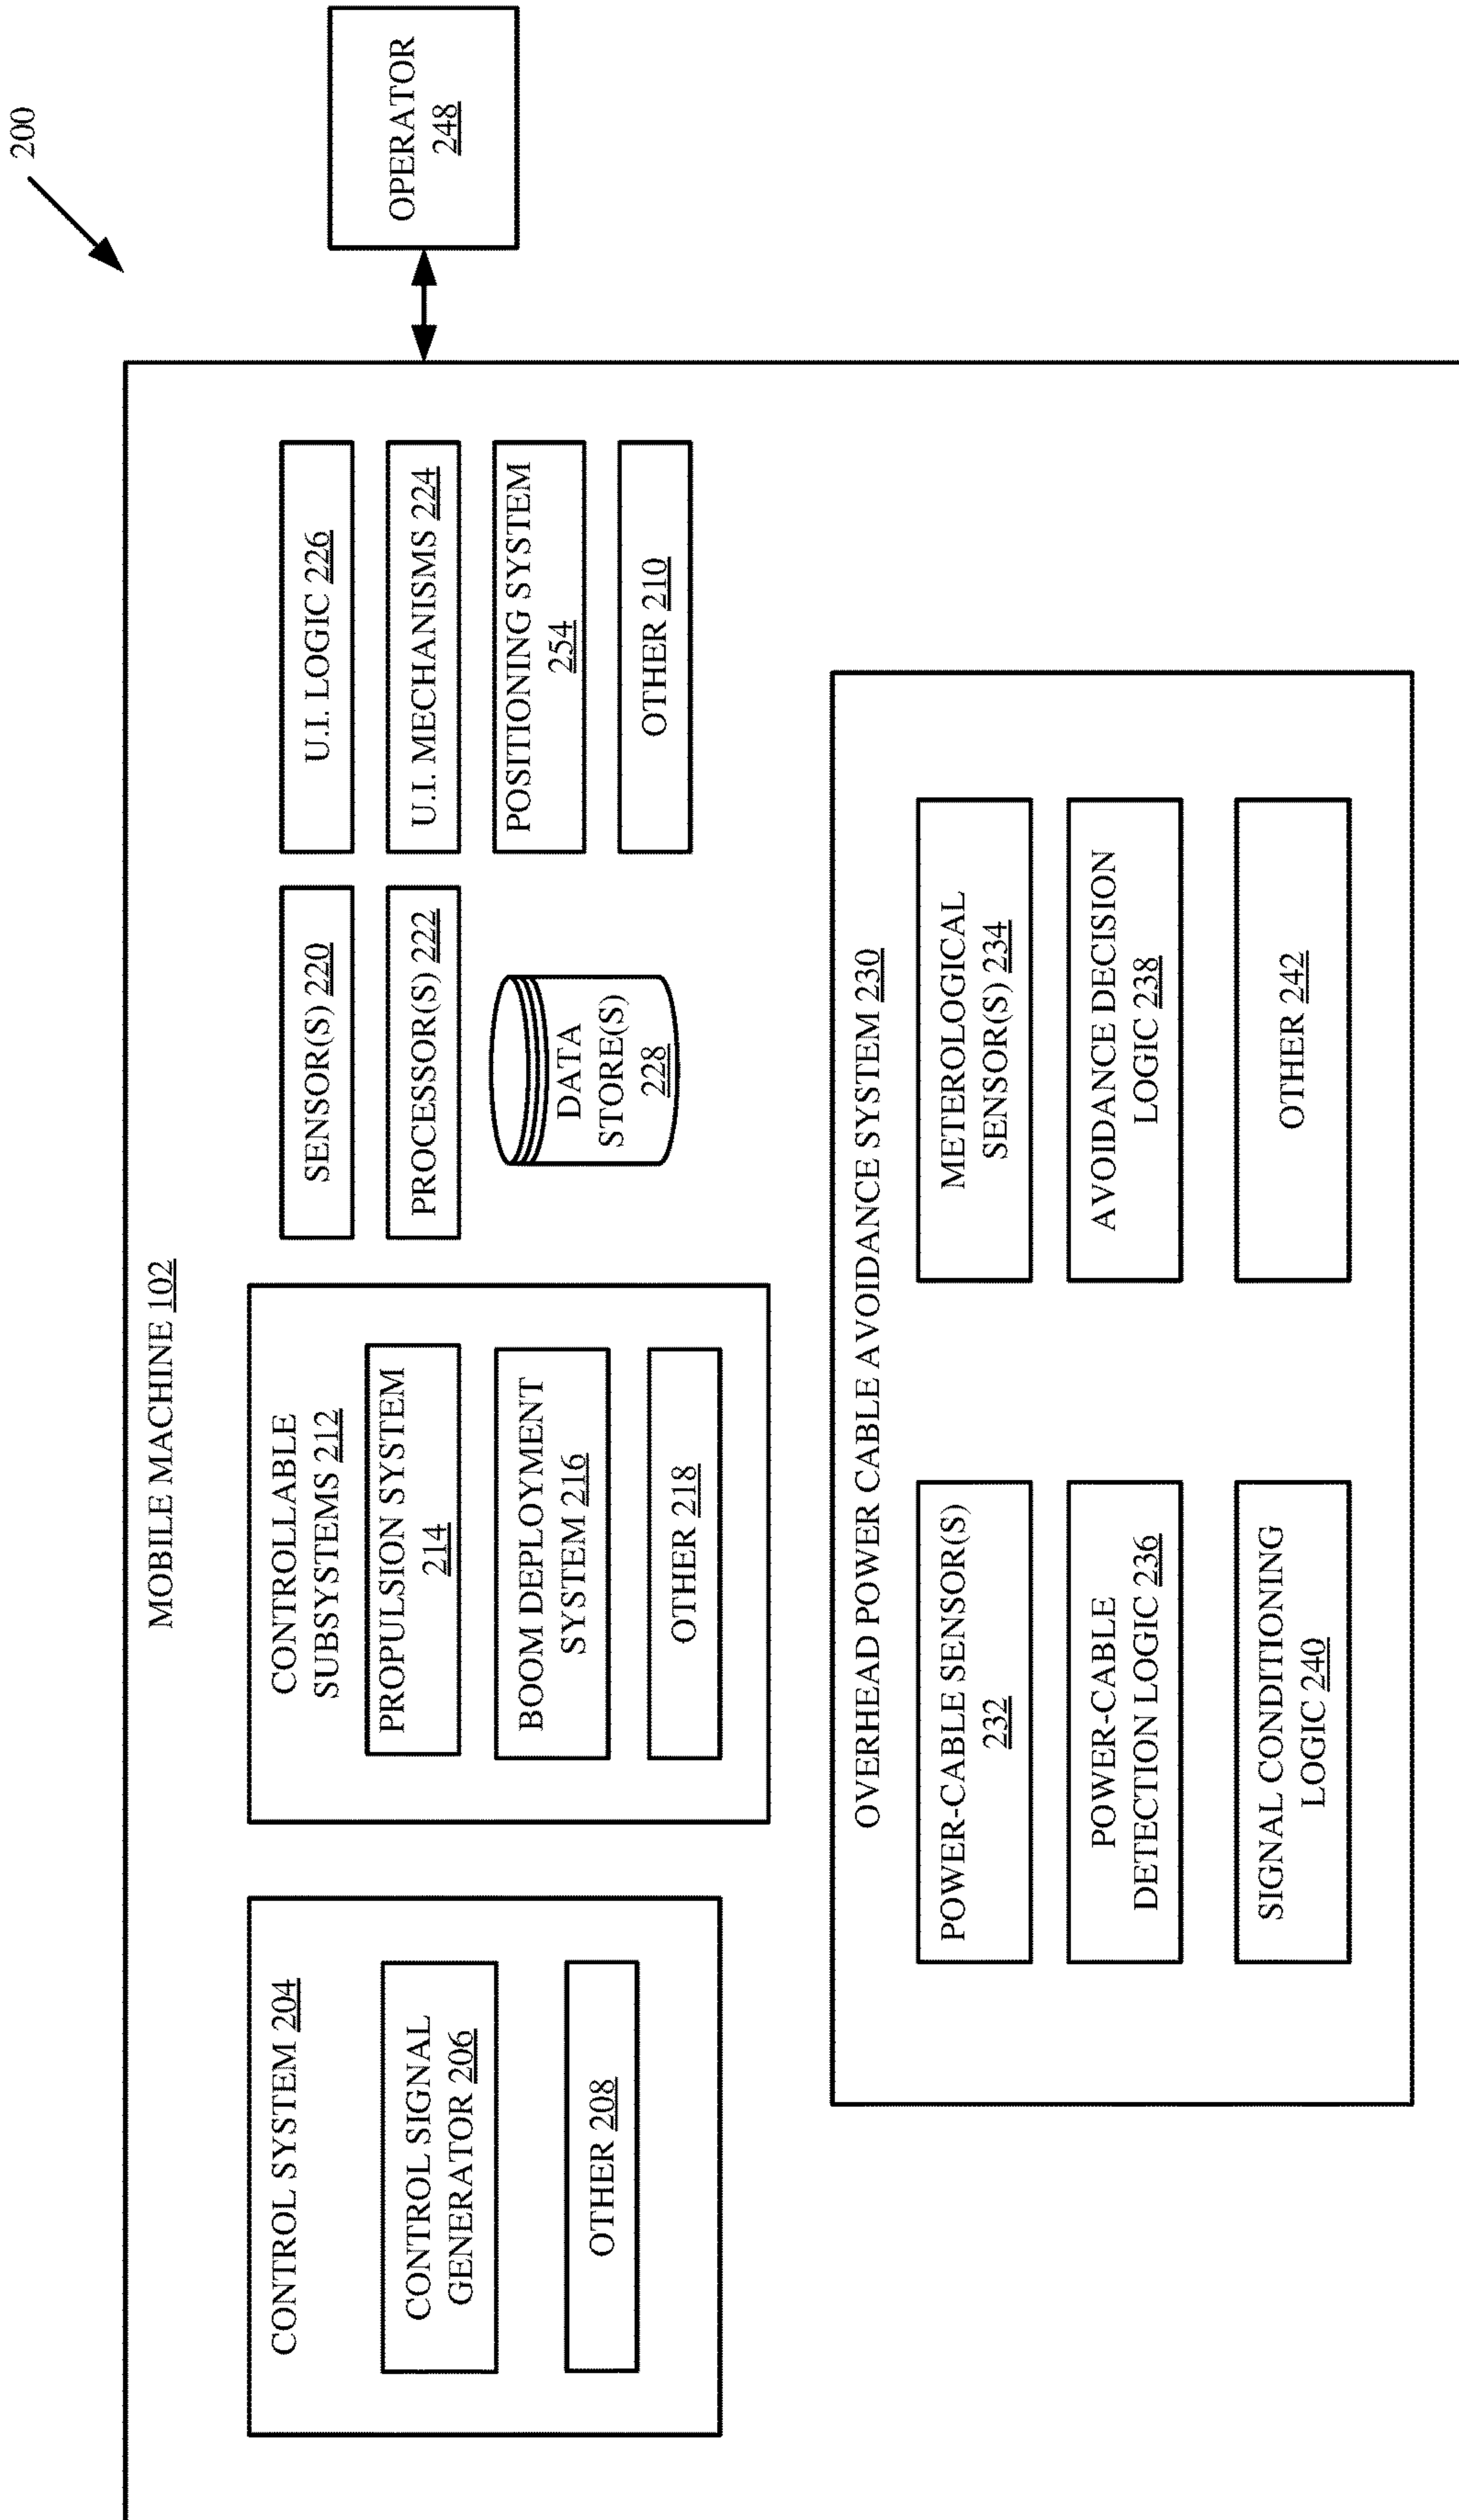 200
MOBILE MACHINE 102
CONTROL SYSTEM 204
CONTROL SIGNAL
GENERATOR 206
OTHER 208
CONTROLLABLE
SUBSYSTEMS 212
PROPULSION SYSTEM
214
BOOM DEPLOYMENT
SYSTEM 216
OTHER 218
SENSOR(S) 220
PROCESSOR(S) 222
DATA
STORE(S)
228
U.I. LOGIC 226
U.I. MECHANISMS 224
POSITIONING SYSTEM
254
OTHER 210
OPERATOR
248
OVERHEAD POWER CABLE AVOIDANCE SYSTEM 230
POWER-CABLE SENSOR(S)
232
METEROLOGICAL
SENSOR(S) 234
POWER-CABLE
DETECTION LOGIC 236
AVOIDANCE DECISION
LOGIC 238
SIGNAL CONDITIONING
LOGIC 240
OTHER 242